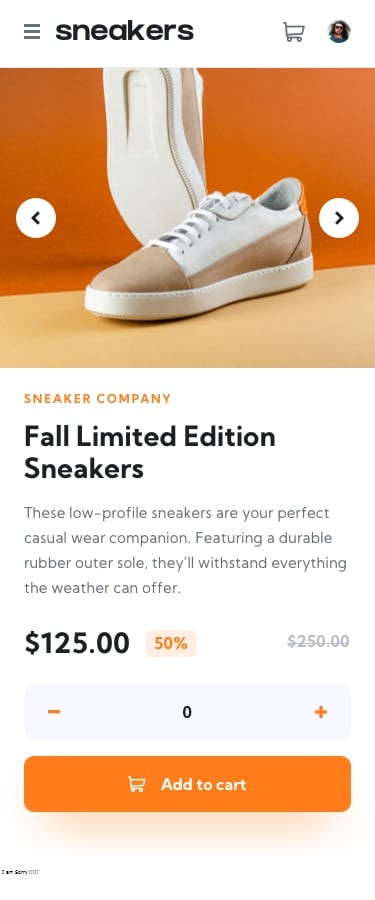 sneakers
SNEAKER COMPANY
Fall Limited Edition
Sneakers
These low-profile sneakers are your perfect
casual wear companion. Featuring a durable
rubber outer sole, they'll withstand everything
the weather can offer.
$125.00 50% $250.00
0
Add to cart
I am Sorry